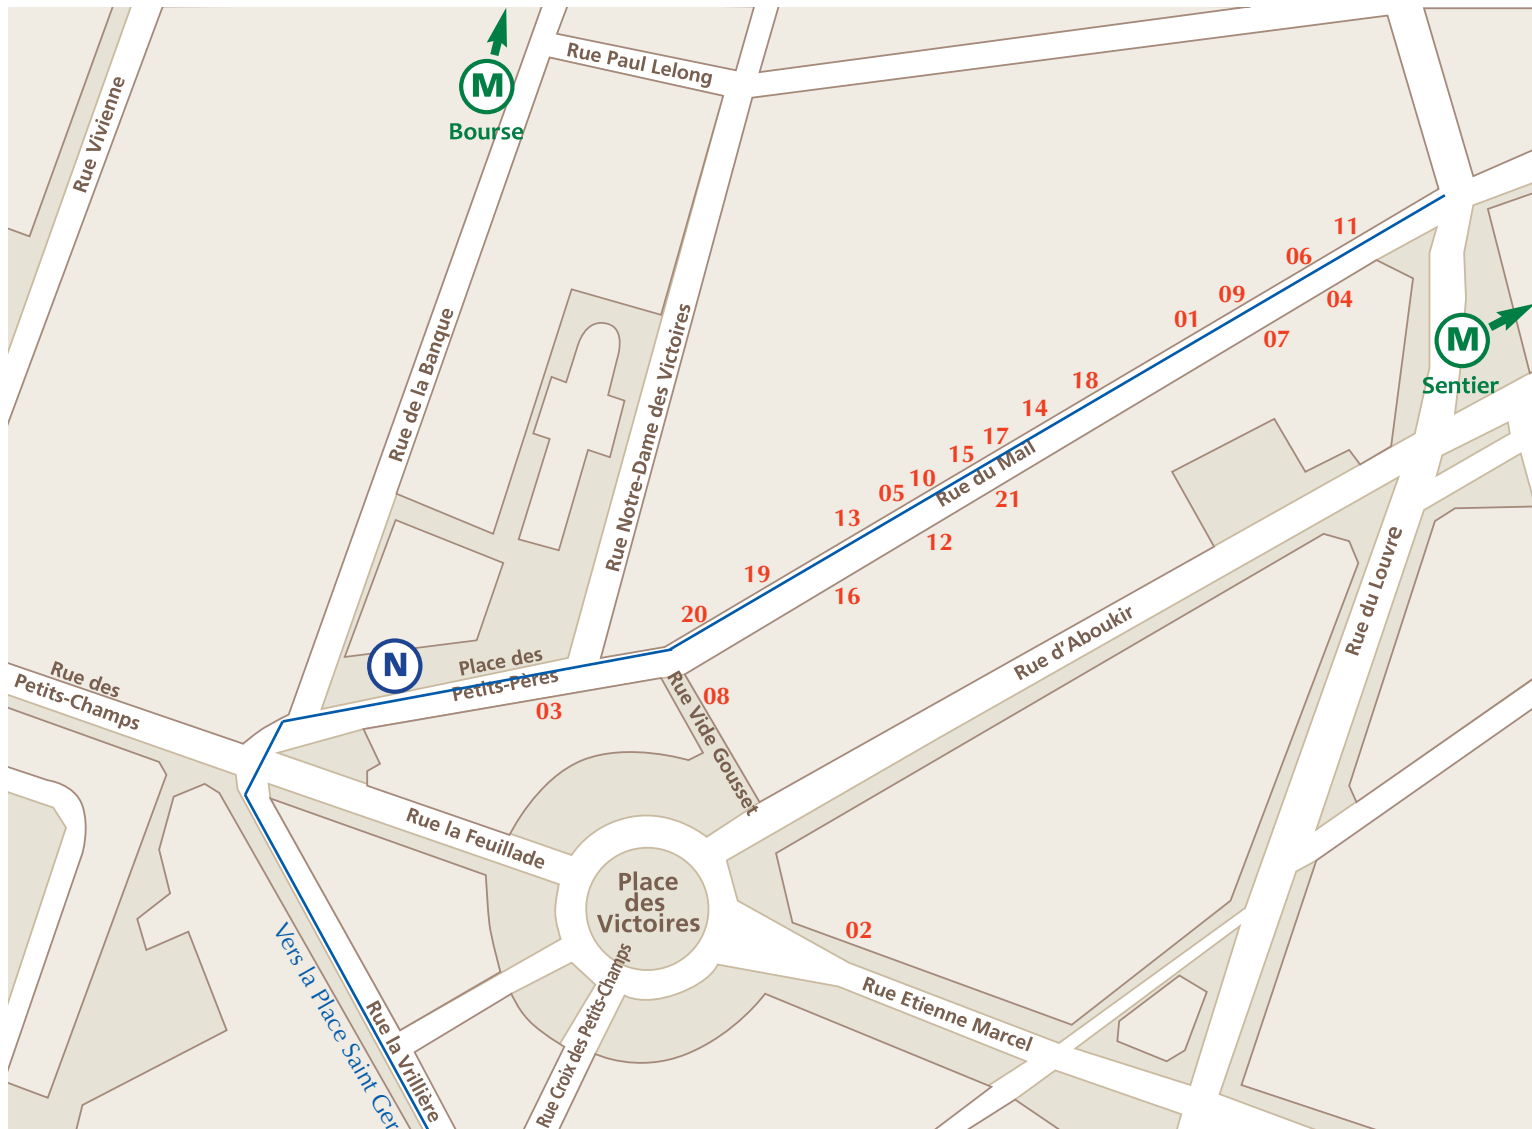 M
Bourse
Rue Paul Lelong
Rue Vivienne
Rue de la Banque
Rue Notre-Dame des Victoires
11
06
09
04
01
07
M
Sentier
18
14
17
15
10
05
Rue du Mail
21
13
12
19
16
20
Rue d'Aboukir
Rue du Louvre
N
Place des
Petits-Pères
03
08
Rue Vide Gousset
Rue des
Petits-Champs
Rue la Feuillade
Place
des
Victoires
02
Rue Etienne Marcel
Rue Croix des Petits-Champs
Rue la Vrillière
Vers la Place Saint Ger